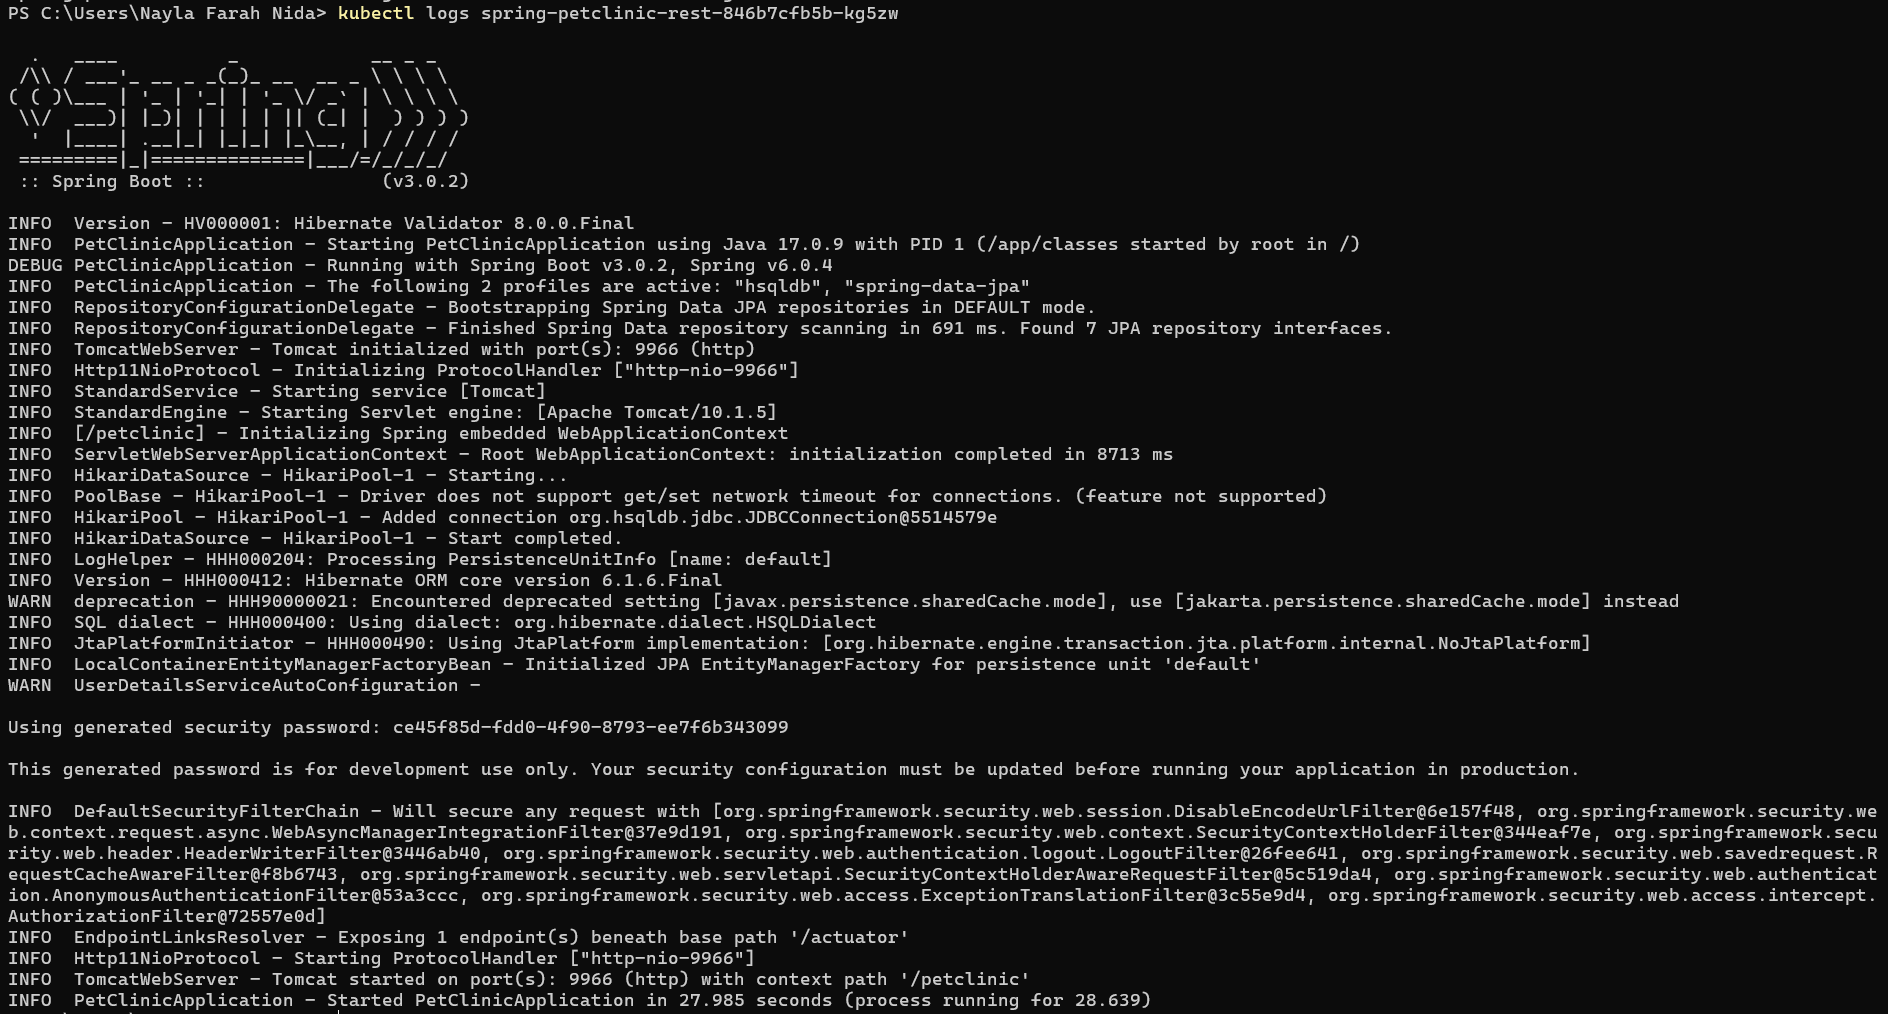 PS C:\Users\Nayla Farah Nida> kubectl logs spring-petclinic-rest-846b7cfb5b-kg5zw
  .   ____          _            __ _ _
 /\\ / ___'_ __ _ _(_)_ __  __ _ \ \ \ \
( ( )\___ | '_ | '_| | '_ \/ _` | \ \ \ \
 \\/  ___)| |_)| | | | | || (_| |  ) ) ) )
  '  |____| .__|_| |_|_| |_\__, | / / / /
 =========|_|==============|___/=/_/_/_/
 :: Spring Boot ::                (v3.0.2)
INFO  Version - HV000001: Hibernate Validator 8.0.0.Final
INFO  PetClinicApplication - Starting PetClinicApplication using Java 17.0.9 with PID 1 (/app/classes started by root in /)
DEBUG PetClinicApplication - Running with Spring Boot v3.0.2, Spring v6.0.4
INFO  PetClinicApplication - The following 2 profiles are active: "hsqldb", "spring-data-jpa"
INFO  RepositoryConfigurationDelegate - Bootstrapping Spring Data JPA repositories in DEFAULT mode.
INFO  RepositoryConfigurationDelegate - Finished Spring Data repository scanning in 691 ms. Found 7 JPA repository interfaces.
INFO  TomcatWebServer - Tomcat initialized with port(s): 9966 (http)
INFO  Http11NioProtocol - Initializing ProtocolHandler ["http-nio-9966"]
INFO  StandardService - Starting service [Tomcat]
INFO  StandardEngine - Starting Servlet engine: [Apache Tomcat/10.1.5]
INFO  [/petclinic] - Initializing Spring embedded WebApplicationContext
INFO  ServletWebServerApplicationContext - Root WebApplicationContext: initialization completed in 8713 ms
INFO  HikariDataSource - HikariPool-1 - Starting...
INFO  PoolBase - HikariPool-1 - Driver does not support get/set network timeout for connections. (feature not supported)
INFO  HikariPool - HikariPool-1 - Added connection org.hsqldb.jdbc.JDBCConnection@5514579e
INFO  HikariDataSource - HikariPool-1 - Start completed.
INFO  LogHelper - HHH000204: Processing PersistenceUnitInfo [name: default]
INFO  Version - HHH000412: Hibernate ORM core version 6.1.6.Final
WARN  deprecation - HHH90000021: Encountered deprecated setting [javax.persistence.sharedCache.mode], use [jakarta.persistence.sharedCache.mode] instead
INFO  SQL dialect - HHH000400: Using dialect: org.hibernate.dialect.HSQLDialect
INFO  JtaPlatformInitiator - HHH000490: Using JtaPlatform implementation: [org.hibernate.engine.transaction.jta.platform.internal.NoJtaPlatform]
INFO  LocalContainerEntityManagerFactoryBean - Initialized JPA EntityManagerFactory for persistence unit 'default'
WARN  UserDetailsServiceAutoConfiguration -
Using generated security password: ce45f85d-fdd0-4f90-8793-ee7f6b343099
This generated password is for development use only. Your security configuration must be updated before running your application in production.
INFO  DefaultSecurityFilterChain - Will secure any request with [org.springframework.security.web.session.DisableEncodeUrlFilter@6e157f48, org.springframework.security.we
b.context.request.async.WebAsyncManagerIntegrationFilter@37e9d191, org.springframework.security.web.context.SecurityContextHolderFilter@344eaf7e, org.springframework.secu
rity.web.header.HeaderWriterFilter@3446ab40, org.springframework.security.web.authentication.logout.LogoutFilter@26fee641, org.springframework.security.web.savedrequest.R
equestCacheAwareFilter@f8b6743, org.springframework.security.web.servletapi.SecurityContextHolderAwareRequestFilter@5c519da4, org.springframework.security.web.authenticat
ion.AnonymousAuthenticationFilter@53a3ccc, org.springframework.security.web.access.ExceptionTranslationFilter@3c55e9d4, org.springframework.security.web.access.intercept.
AuthorizationFilter@72557e0d]
INFO  EndpointLinksResolver - Exposing 1 endpoint(s) beneath base path '/actuator'
INFO  Http11NioProtocol - Starting ProtocolHandler ["http-nio-9966"]
INFO  TomcatWebServer - Tomcat started on port(s): 9966 (http) with context path '/petclinic'
INFO  PetClinicApplication - Started PetClinicApplication in 27.985 seconds (process running for 28.639)